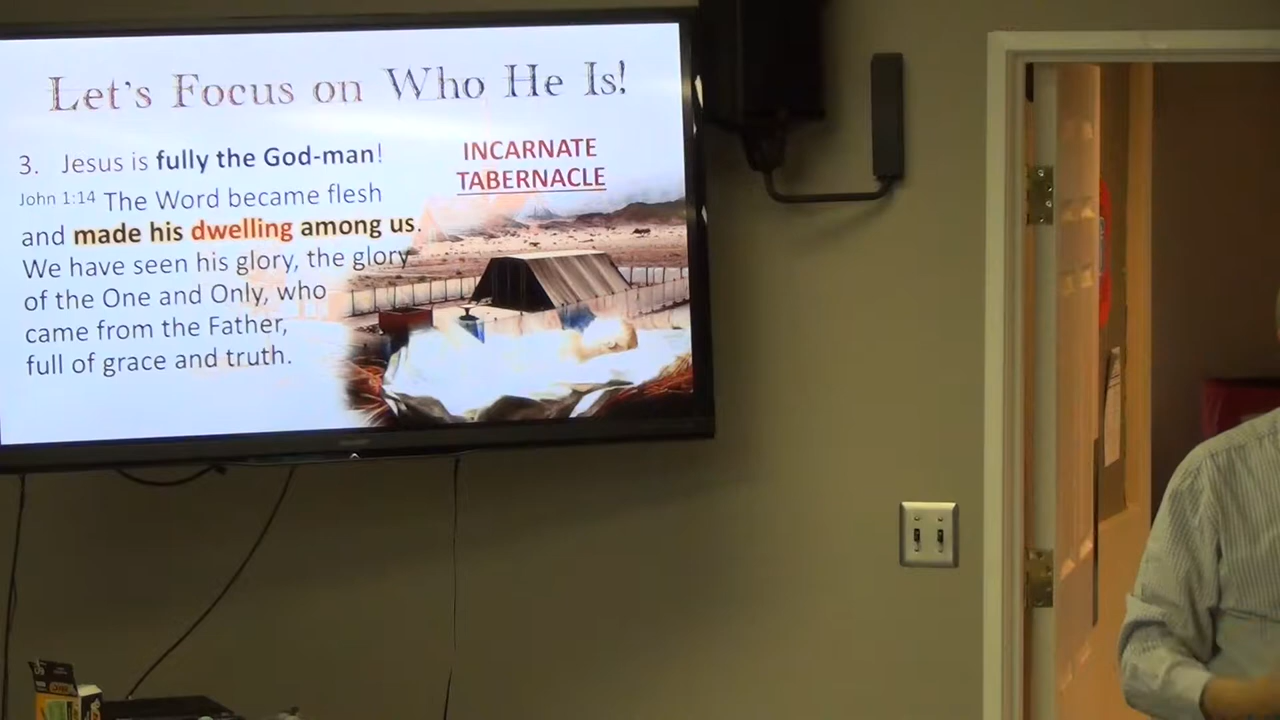 Let's Focus on Who He Is!
3. Jesus is fully the God-man!
INCARNATE
TABERNACLE
John 1:14 The Word became flesh
and made his dwelling among us.
We have seen his glory, the glory
of the One and Only, who
came from the Father,
full of grace and truth.